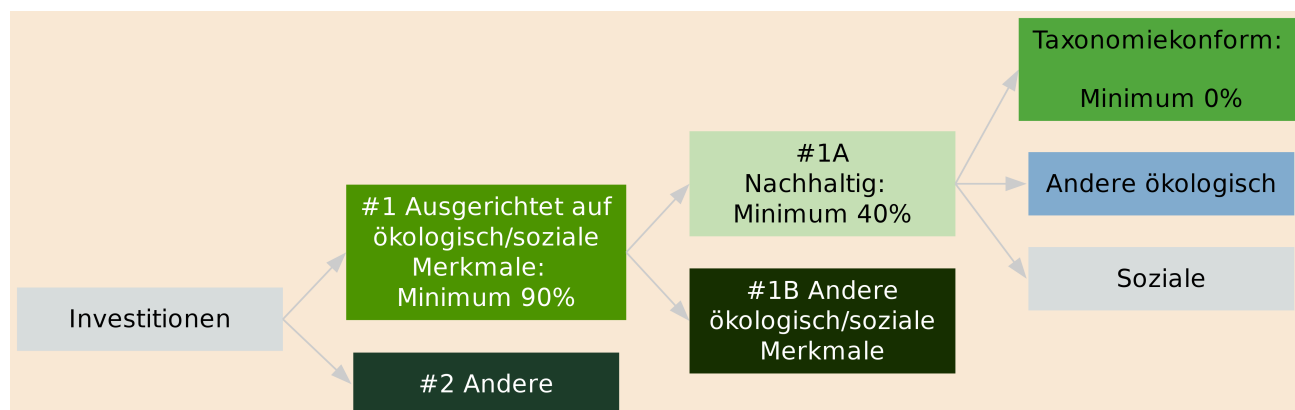 Investitionen
#1 Ausgerichtet auf
ökologisch/soziale
Merkmale:
Minimum 90%
#2 Andere
#1A
Nachhaltig:
Minimum 40%
#1B Andere
ökologisch/soziale
Merkmale
Taxonomiekonform:
Minimum 0%
Andere ökologisch
Soziale